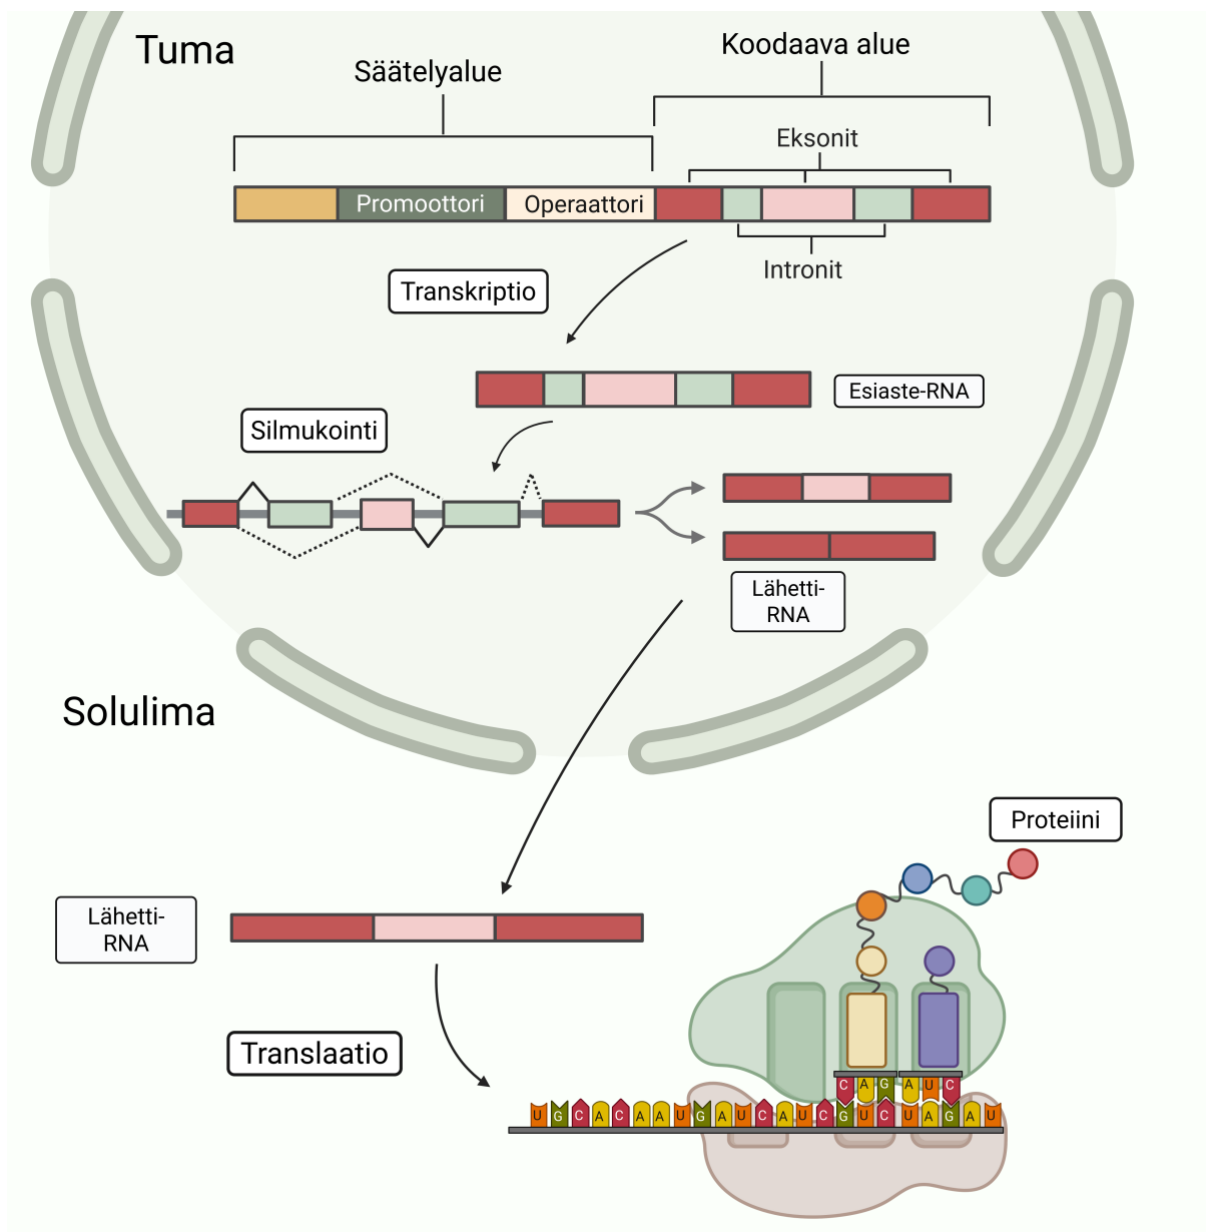 Tuma
Koodaava alue
Säätelyalue
Eksonit
Promoottori
Operaattori
Intronit
Transkriptio
Esiaste-RNA
Silmukointi
Lähetti-
RNA
Solulima
Proteiini
Lähetti-
RNA
Translaatio
C A G A U C
U G C A C A A U G A U C A U C G U C U A G A U